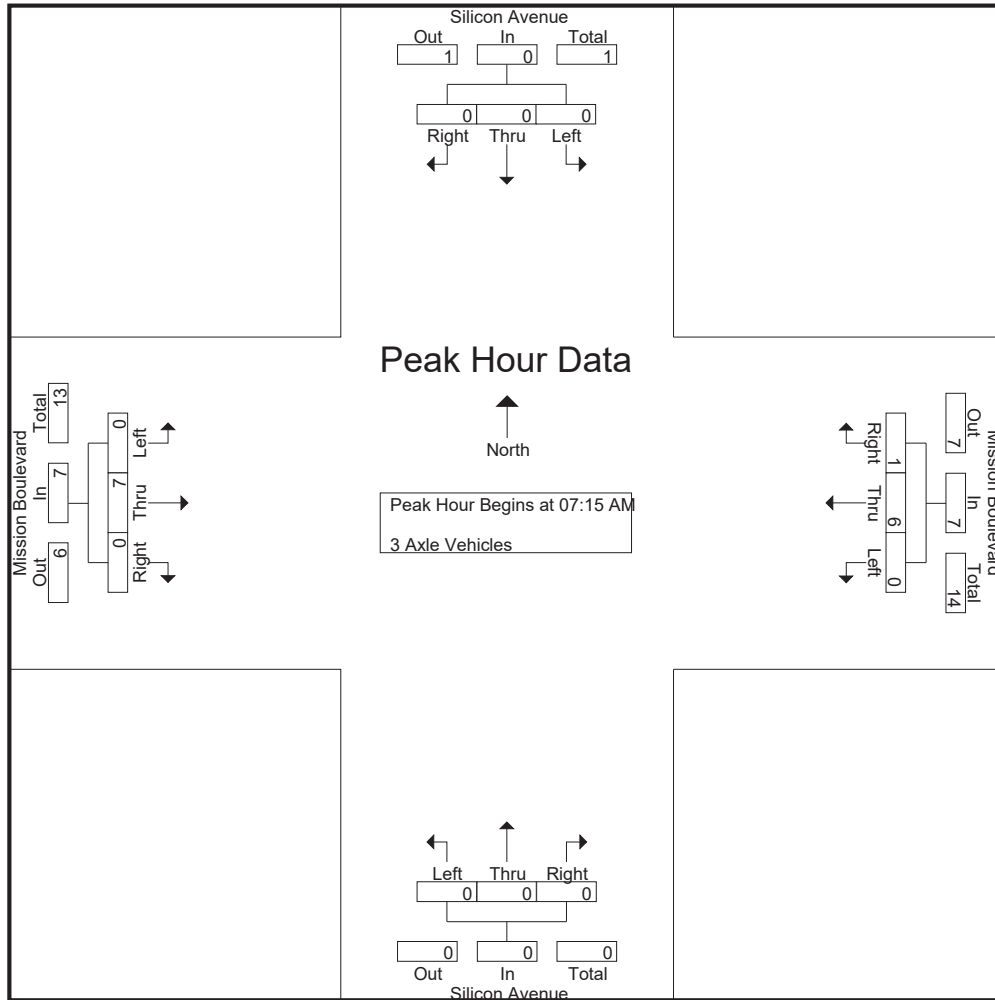 Silicon Avenue
Out In Total
1 0 1
0 0 0
Right Thru Left
Peak Hour Data
North
Peak Hour Begins at 07:15 AM
3 Axle Vehicles
Mission Boulevard
Out In Total
6 7 13
0 7 0
Left Thru Right
Mission Boulevard
Out In Total
7 7 14
1 6 0
Right Thru Left
Left Thru Right
0 0 0
0 0 0
Out In Total
Silicon Avenue